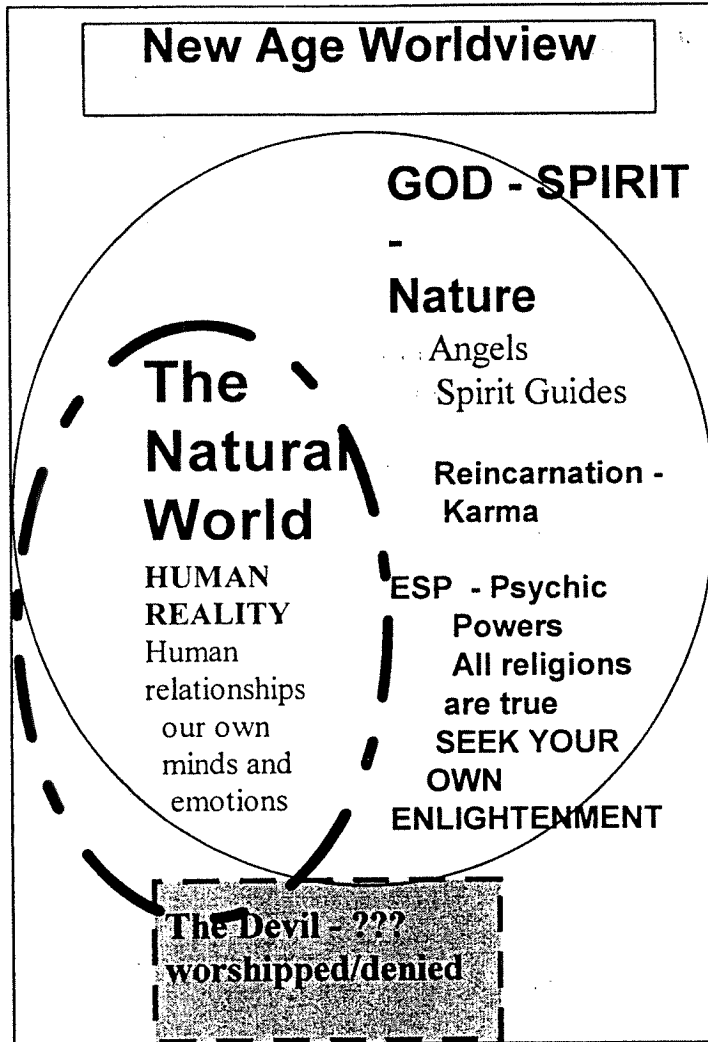 New Age Worldview
GOD - SPIRIT
-
Nature
Angels
Spirit Guides
Reincarnation -
Karma
ESP - Psychic
Powers
All religions
are true
SEEK YOUR
OWN
ENLIGHTENMENT
The
Natural
World
HUMAN
REALITY
Human
relationships
our own
minds and
emotions
The Devil - ???
worshipped/denied